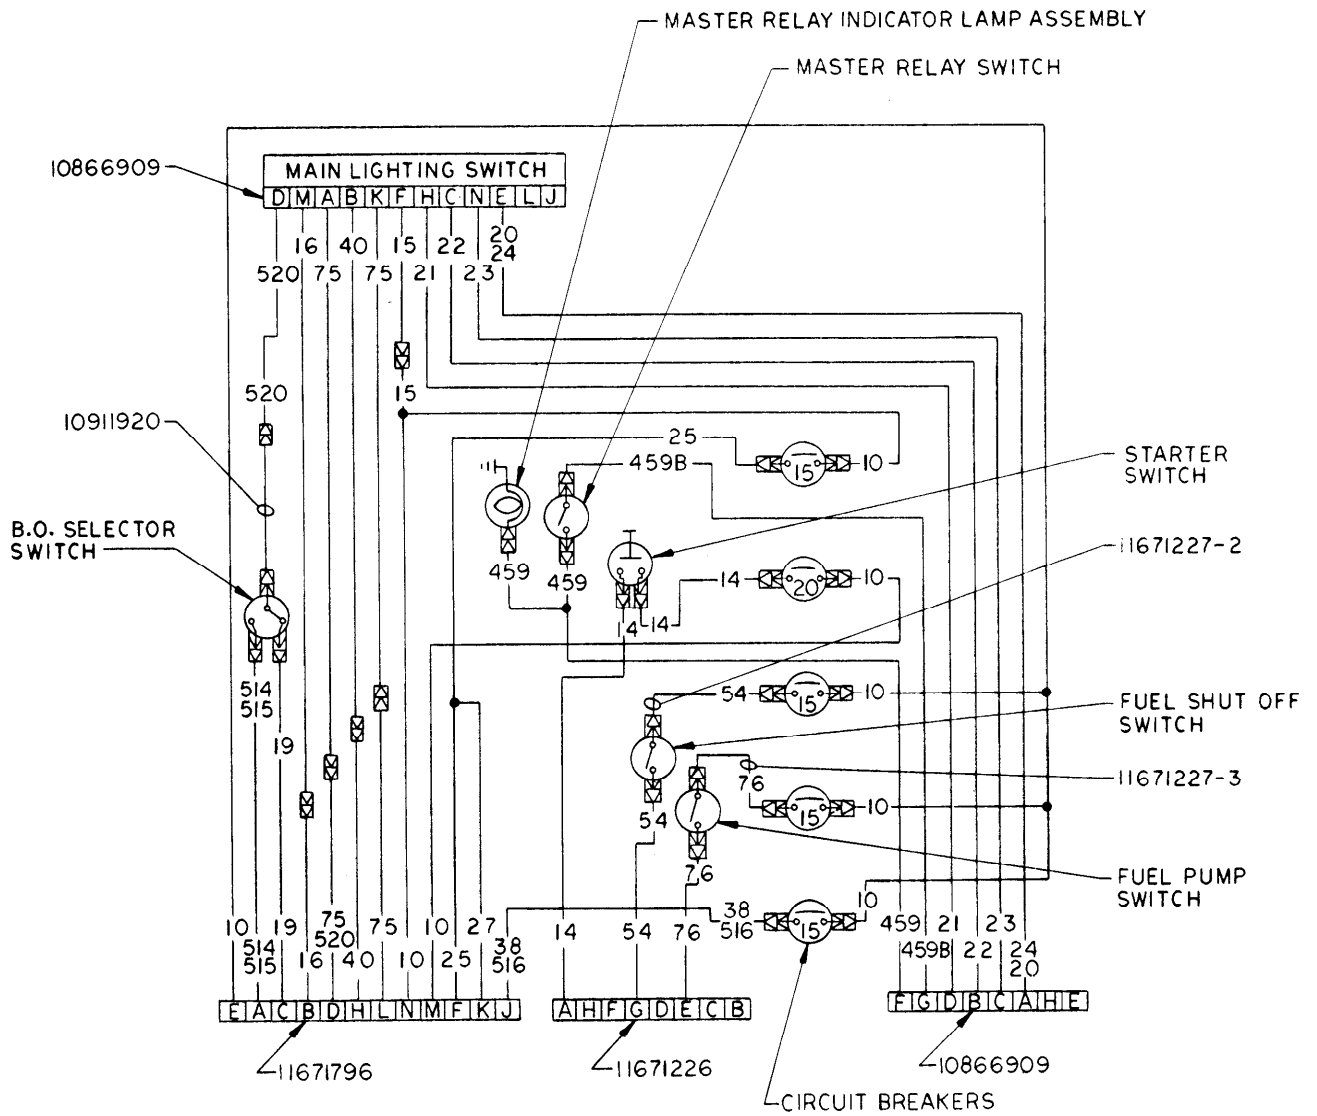 MASTER RELAY INDICATOR LAMP ASSEMBLY
MASTER RELAY SWITCH
10866909
MAIN LIGHTING SWITCH
D M A B K F H C N E L J
16 40 15 22 20
24
520 75 75 21 23
520
15
10911920
25
459B
15
10
STARTER
SWITCH
B.O. SELECTOR
SWITCH
11671227-2
459
459
14
20
10
14
14
514
515
54
15
10
FUEL SHUT OFF
SWITCH
19
76
11671227-3
54
15
10
76
FUEL PUMP
SWITCH
10
514
515
19
16
75
520
40
75
10
10
25
27
38
516
14
54
76
38
516
15
10
459
459B
21
22
23
24
20
E A C B D H L N M F K J
A H F G D E C B
F G D B C A H E
11671796
11671226
10866909
CIRCUIT BREAKERS